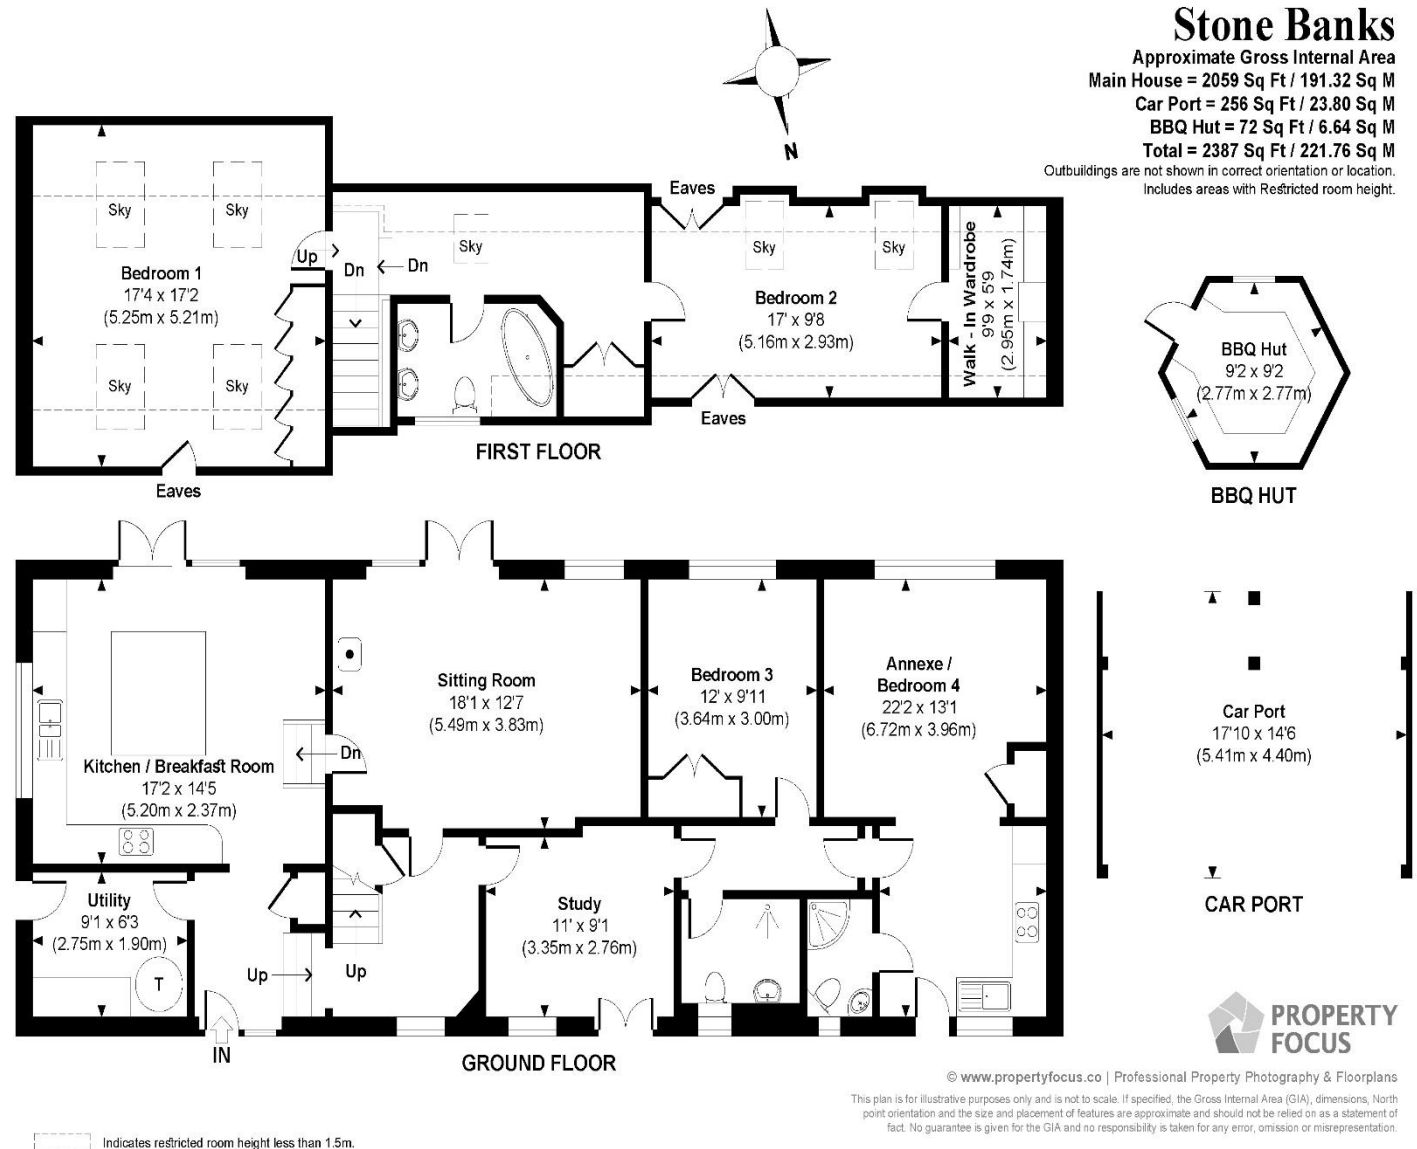 Stone Banks
Approximate Gross Internal Area
Main House = 2059 Sq Ft / 191.32 Sq M
Car Port = 256 Sq Ft / 23.80 Sq M
BBQ Hut = 72 Sq Ft / 6.64 Sq M
Total = 2387 Sq Ft / 221.76 Sq M
Outbuildings are not shown in correct orientation or location.
Includes areas with Restricted room height.
N
Sky
Sky
Bedroom 1
17'4 x 17'2
(5.25m x 5.21m)
Sky
Sky
Up
Dn
Dn
Sky
Eaves
Eaves
Sky
Sky
Bedroom 2
17' x 9'8
(5.16m x 2.93m)
Eaves
Walk - In Wardrobe
9'9 x 5'9
(2.95m x 1.74m)
FIRST FLOOR
BBQ Hut
9'2 x 9'2
(2.77m x 2.77m)
BBQ HUT
Kitchen / Breakfast Room
17'2 x 14'5
(5.20m x 2.37m)
Dn
Sitting Room
18'1 x 12'7
(5.49m x 3.83m)
Bedroom 3
12' x 9'11
(3.64m x 3.00m)
Annexe /
Bedroom 4
22'2 x 13'1
(6.72m x 3.96m)
Car Port
17'10 x 14'6
(5.41m x 4.40m)
CAR PORT
Utility
9'1 x 6'3
(2.75m x 1.90m)
T
Up
Up
Study
11' x 9'1
(3.35m x 2.76m)
IN
GROUND FLOOR
PROPERTY
FOCUS
© www.propertyfocus.co | Professional Property Photography & Floorplans
This plan is for illustrative purposes only and is not to scale. If specified, the Gross Internal Area (GIA), dimensions, North
point orientation and the size and placement of features are approximate and should not be relied on as a statement of
fact. No guarantee is given for the GIA and no responsibility is taken for any error, omission or misrepresentation.
Indicates restricted room height less than 1.5m.